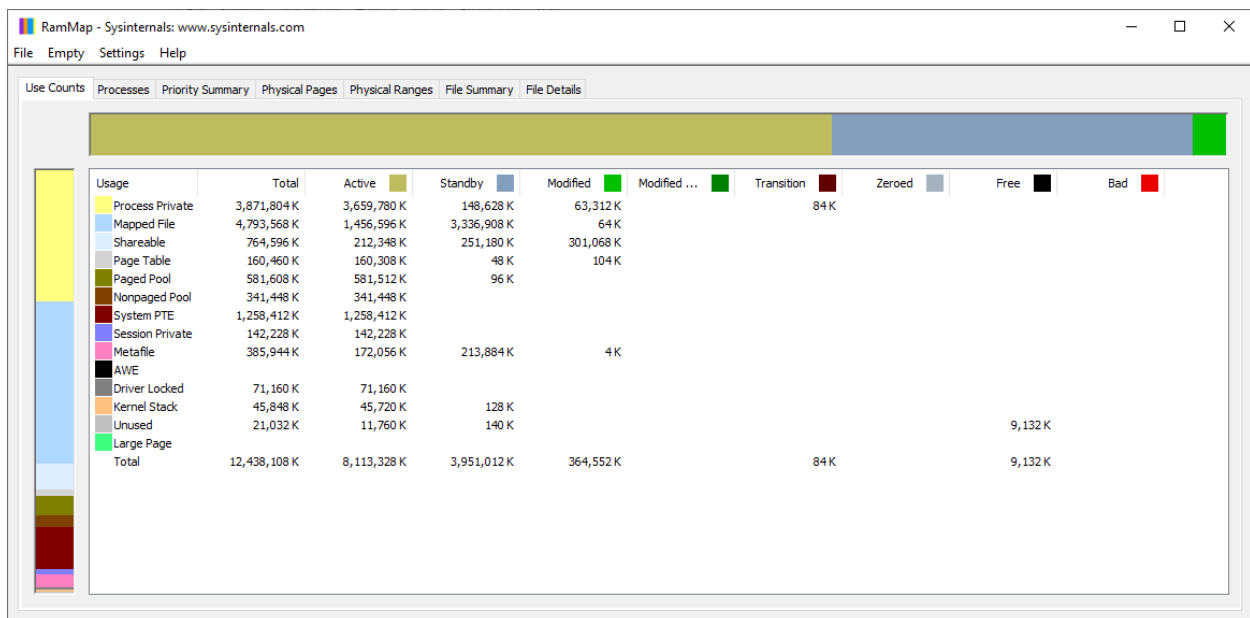 RamMap - Sysinternals: www.sysinternals.com
File Empty Settings Help
Use Counts Processes Priority Summary Physical Pages Physical Ranges File Summary File Details
Usage Total Active Standby Modified Modified ... Transition Zeroed Free Bad
Process Private 3,871,804 K 3,659,780 K 148,628 K 63,312 K 84 K
Mapped File 4,793,568 K 1,456,596 K 3,336,908 K 64 K
Shareable 764,596 K 212,348 K 251,180 K 301,068 K
Page Table 160,460 K 160,308 K 48 K 104 K
Paged Pool 581,608 K 581,512 K 96 K
Nonpaged Pool 341,448 K 341,448 K
System PTE 1,258,412 K 1,258,412 K
Session Private 142,228 K 142,228 K
Metafile 385,944 K 172,056 K 213,884 K 4 K
AWE
Driver Locked 71,160 K 71,160 K
Kernel Stack 45,848 K 45,720 K 128 K
Unused 21,032 K 11,760 K 140 K 9,132 K
Large Page
Total 12,438,108 K 8,113,328 K 3,951,012 K 364,552 K 84 K 9,132 K